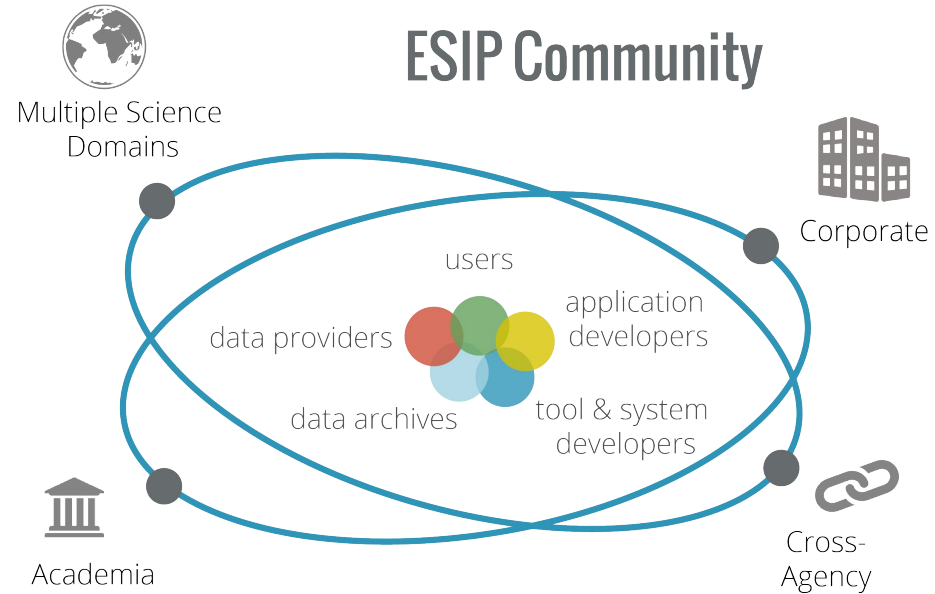 ESIP Community
Multiple Science
Domains
Corporate
users
application
developers
data providers
data archives
tool & system
developers
Academia
Cross-
Agency